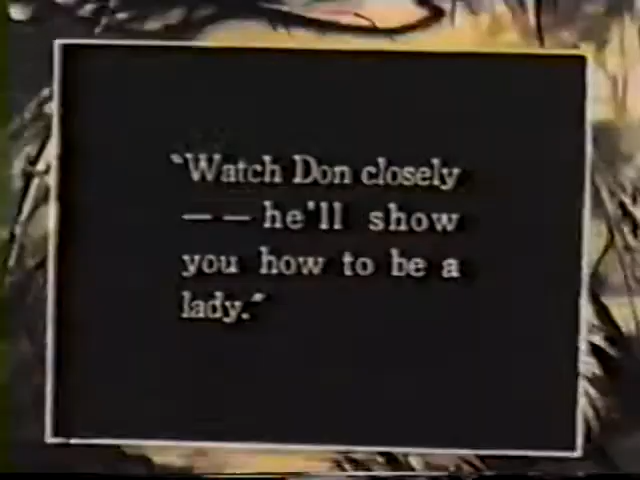 "Watch Don closely
— — he'll show
you how to be a
lady."